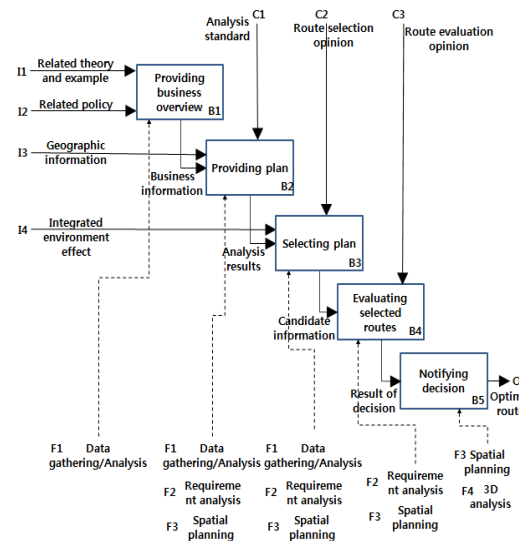 C1
C2
C3
Analysis
standard
Route selection
opinion
Route evaluation
opinion
I1
Related theory
and example
I2
Related policy
Providing
business
overview
B1
I3
Geographic
information
Business
information
Providing plan
B2
I4
Integrated
environment
effect
Analysis
results
Selecting plan
B3
Candidate
information
Evaluating
selected
routes
B4
Result of
decision
Notifying
decision
B5
O
Optim
rout
F1 Data
gathering/Analysis
F1 Data
gathering/Analysis
F2 Requireme
nt analysis
F3 Spatial
planning
F1 Data
gathering/Analysis
F2 Requireme
nt analysis
F3 Spatial
planning
F2 Requireme
nt analysis
F3 Spatial
planning
F3 Spatial
planning
F4 3D
analysis